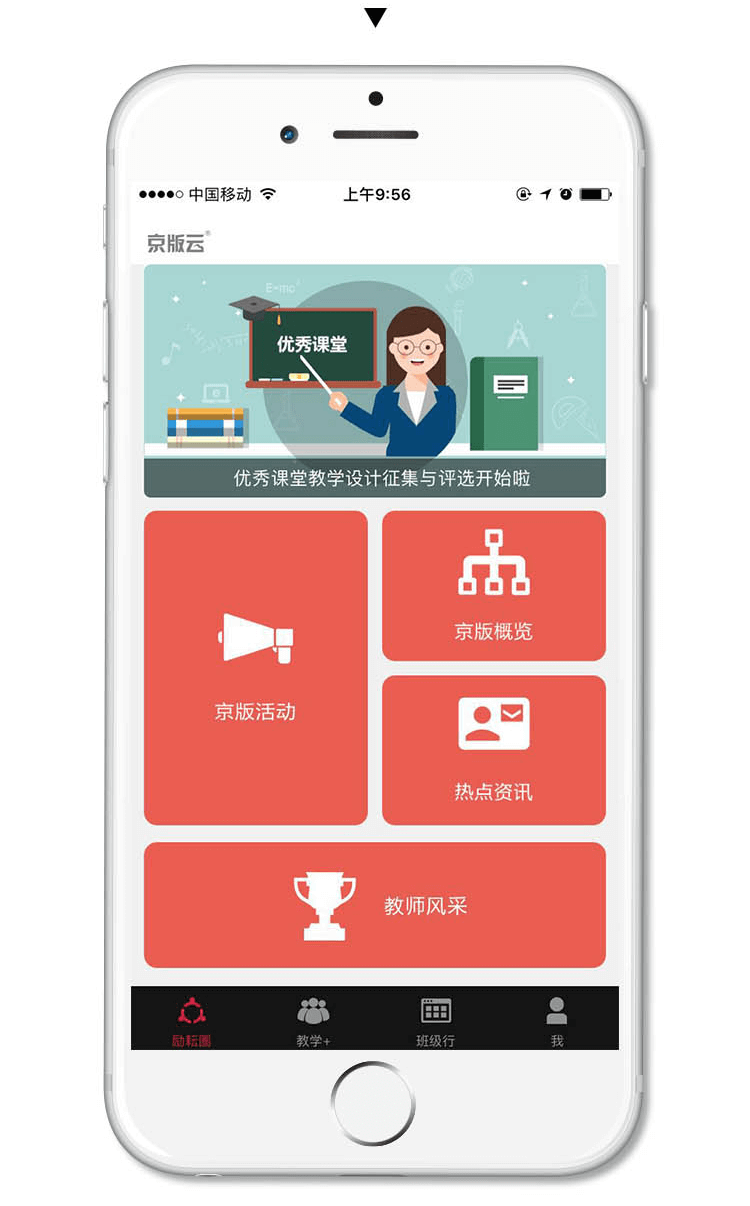 中国移动
上午9:56
京版云®
E=mc²
优秀课堂
优秀课堂教学设计征集与评选开始啦
京版活动
京版概览
热点资讯
教师风采
励耘圈
教学+
班级行
我